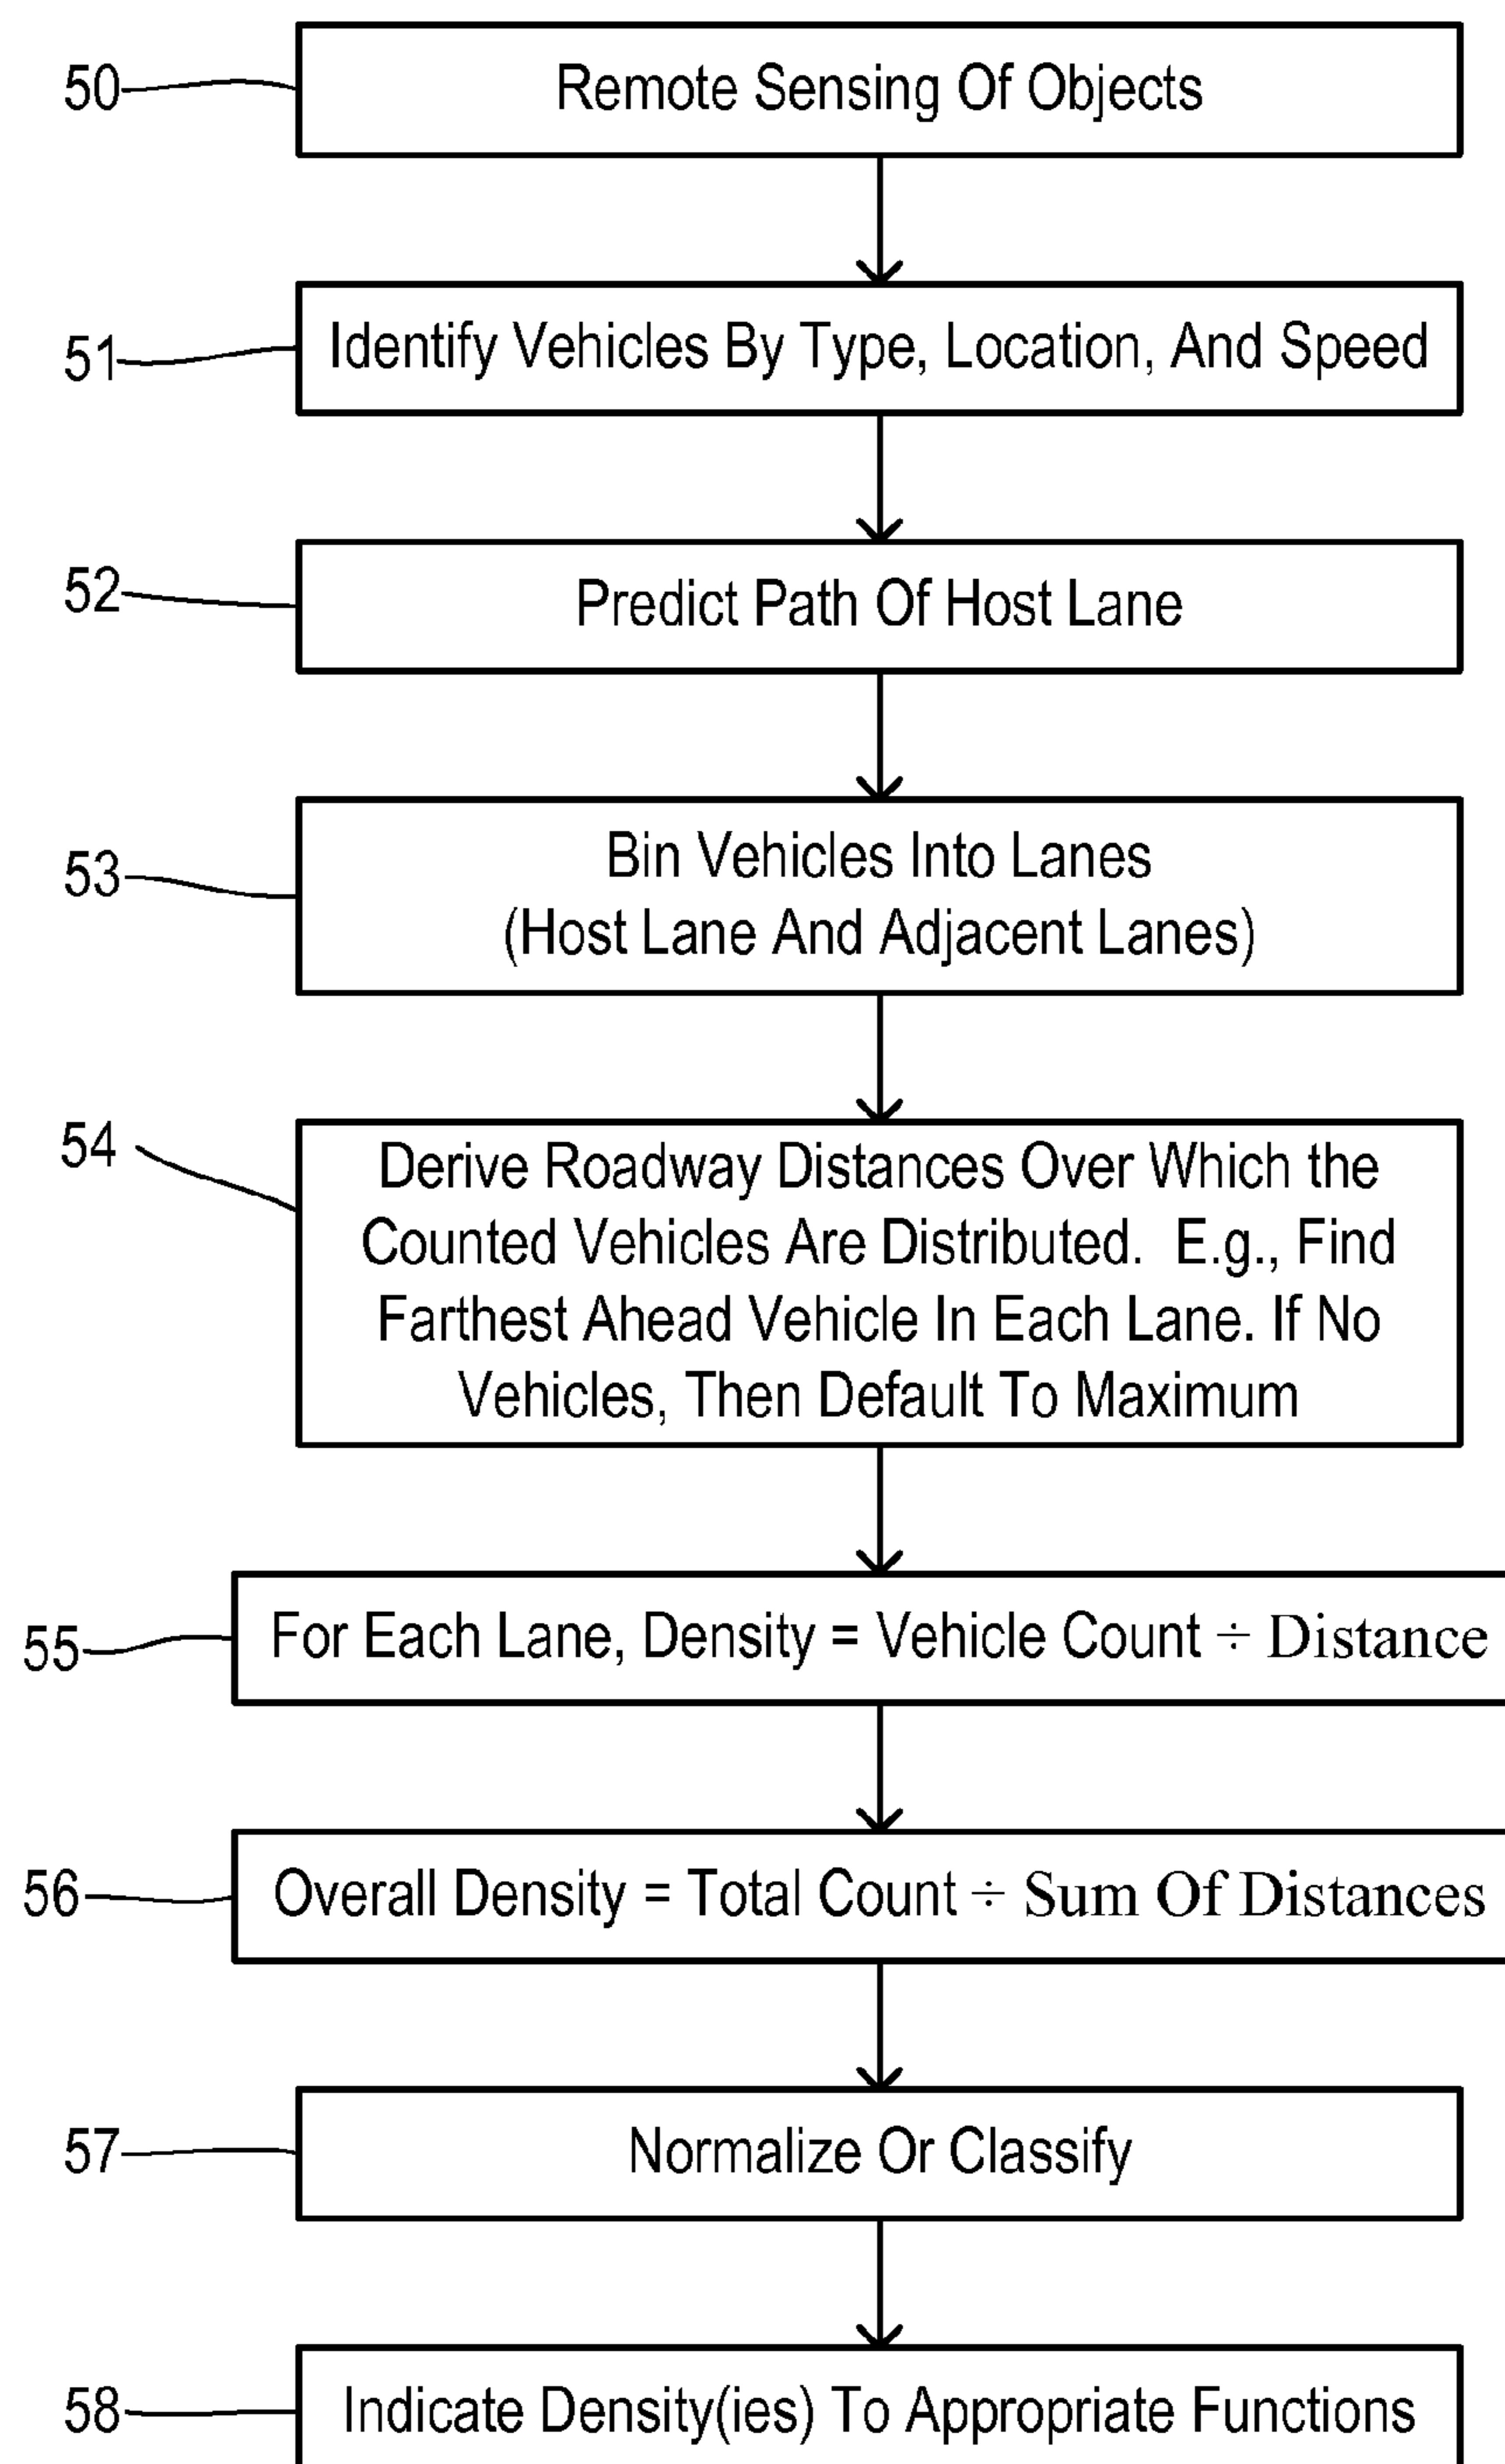 50
Remote Sensing Of Objects
51
Identify Vehicles By Type, Location, And Speed
52
Predict Path Of Host Lane
53
Bin Vehicles Into Lanes
(Host Lane And Adjacent Lanes)
54
Derive Roadway Distances Over Which the
Counted Vehicles Are Distributed. E.g., Find
Farthest Ahead Vehicle In Each Lane. If No
Vehicles, Then Default To Maximum
55
For Each Lane, Density = Vehicle Count ÷ Distance
56
Overall Density = Total Count ÷ Sum Of Distances
57
Normalize Or Classify
58
Indicate Density(ies) To Appropriate Functions